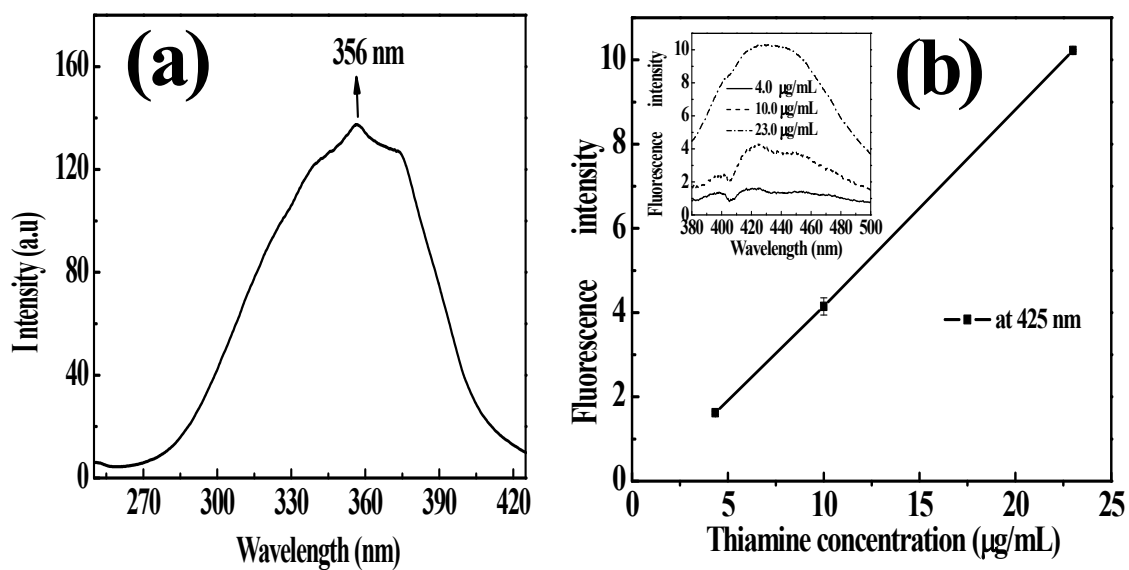 (a)
356 nm
160
120
80
40
0
I ntensity (a.u)
270 300 330 360 390 420
Wavelength (nm)
(b)
10
8
6
4
2
0
Fluorescence intensity
0 5 10 15 20 25
Thiamine concentration (μg/mL)
at 425 nm
10
8
6
4
2
0
Fluorescence intensity
4.0 μg/mL
10.0 μg/mL
23.0 μg/mL
380 400 420 440 460 480 500
Wavelength (nm)